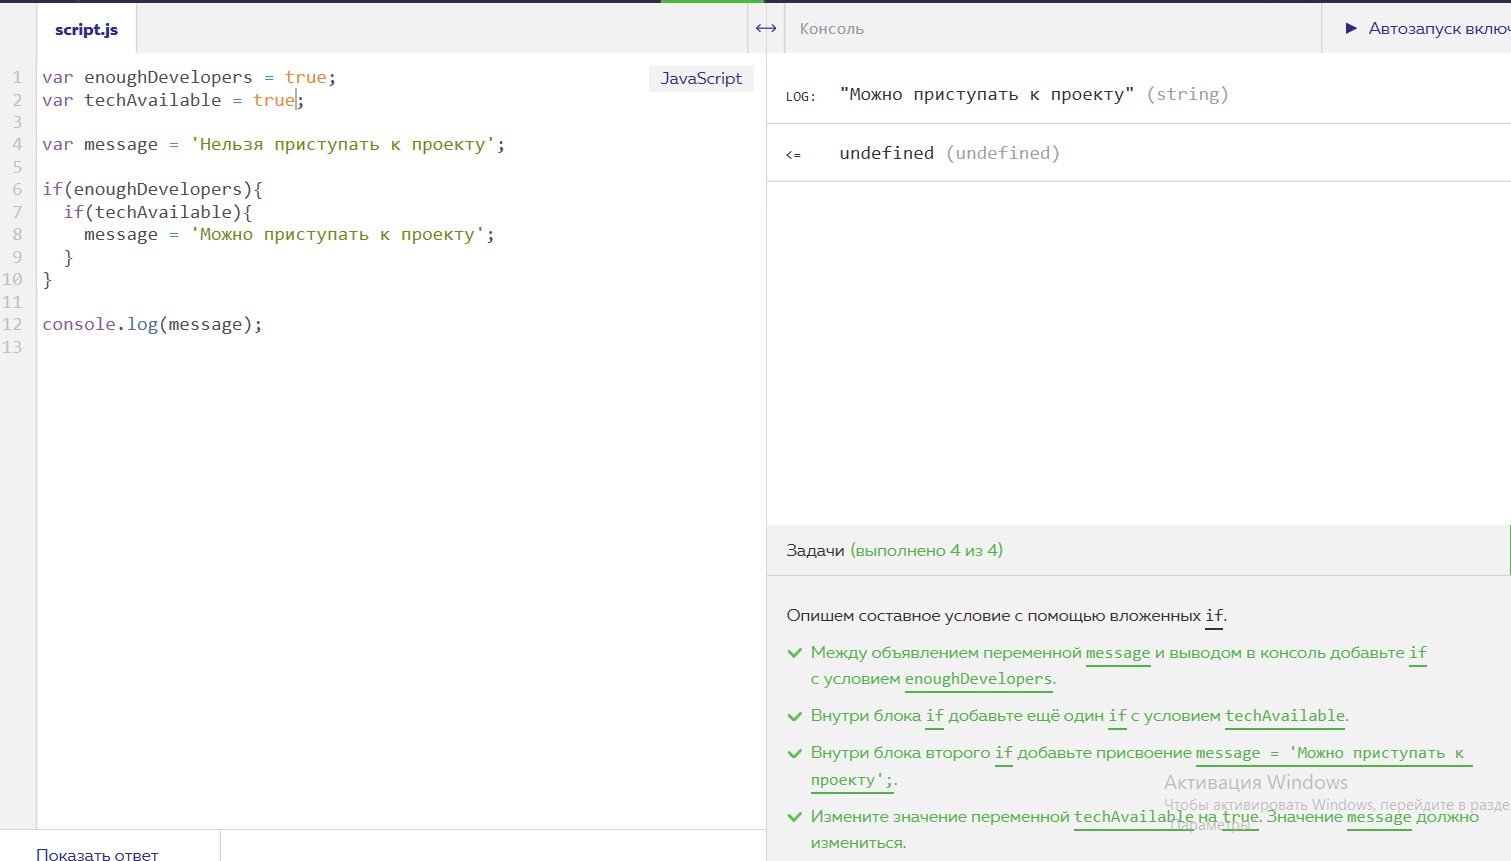 script.js
1 var enoughDevelopers = true;
2 var techAvailable = true;
3
4 var message = 'Нельзя приступать к проекту';
5
6 if(enoughDevelopers){
7 if(techAvailable){
8 message = 'Можно приступать к проекту';
9 }
10 }
11
12 console.log(message);
13
JavaScript
Показать ответ
Консоль
Автозапуск включ
LOG: "Можно приступать к проекту" (string)
<= undefined (undefined)
Задачи (выполнено 4 из 4)
Опишем составное условие с помощью вложенных if.
Между объявлением переменной message и выводом в консоль добавьте if
с условием enoughDevelopers.
Внутри блока if добавьте ещё один if с условием techAvailable.
Внутри блока второго if добавьте присвоение message = 'Можно приступать к
проекту';.
Измените значение переменной techAvailable на true. Значение message должно
измениться.
Активация Windows
Чтобы активировать Windows, перейдите в разде
"Параметры".